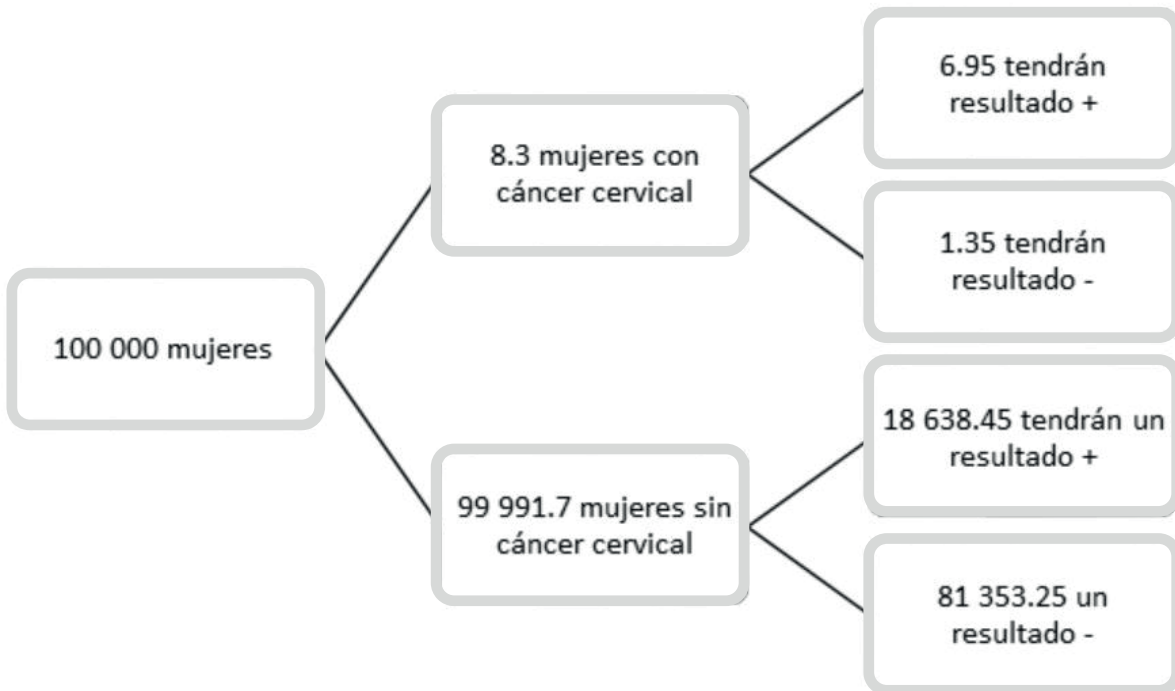 6.95 tendrán
resultado +
8.3 mujeres con
cáncer cervical
1.35 tendrán
resultado -
100 000 mujeres
18 638.45 tendrán un
resultado +
99 991.7 mujeres sin
cáncer cervical
81 353.25 un
resultado -